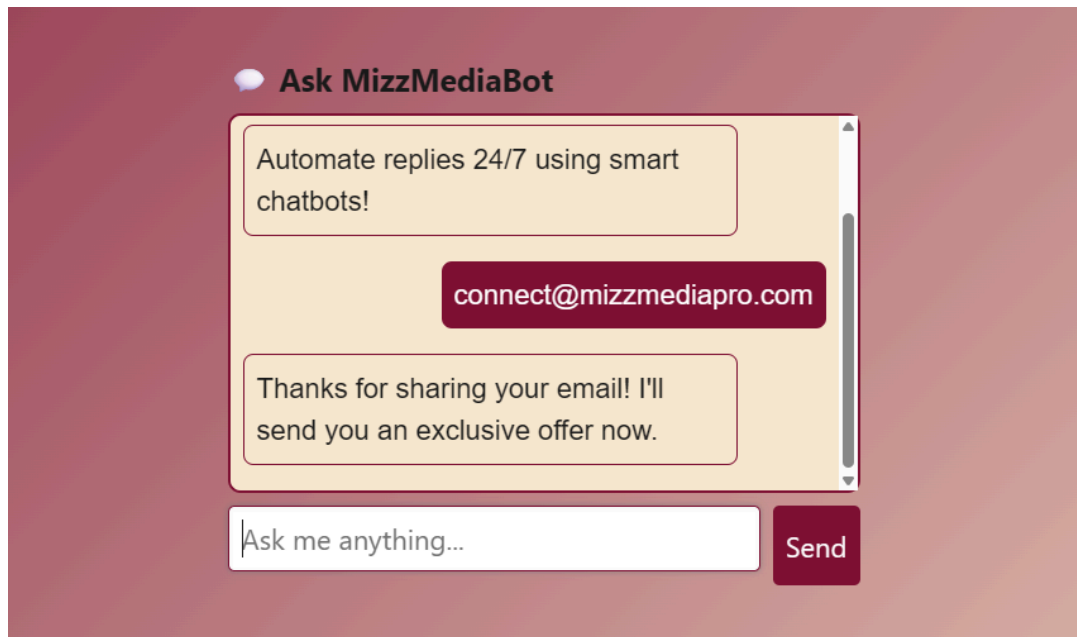 Ask MizzMediaBot
Automate replies 24/7 using smart
chatbots!
connect@mizzmediapro.com
Thanks for sharing your email! I'll
send you an exclusive offer now.
Ask me anything...
Send